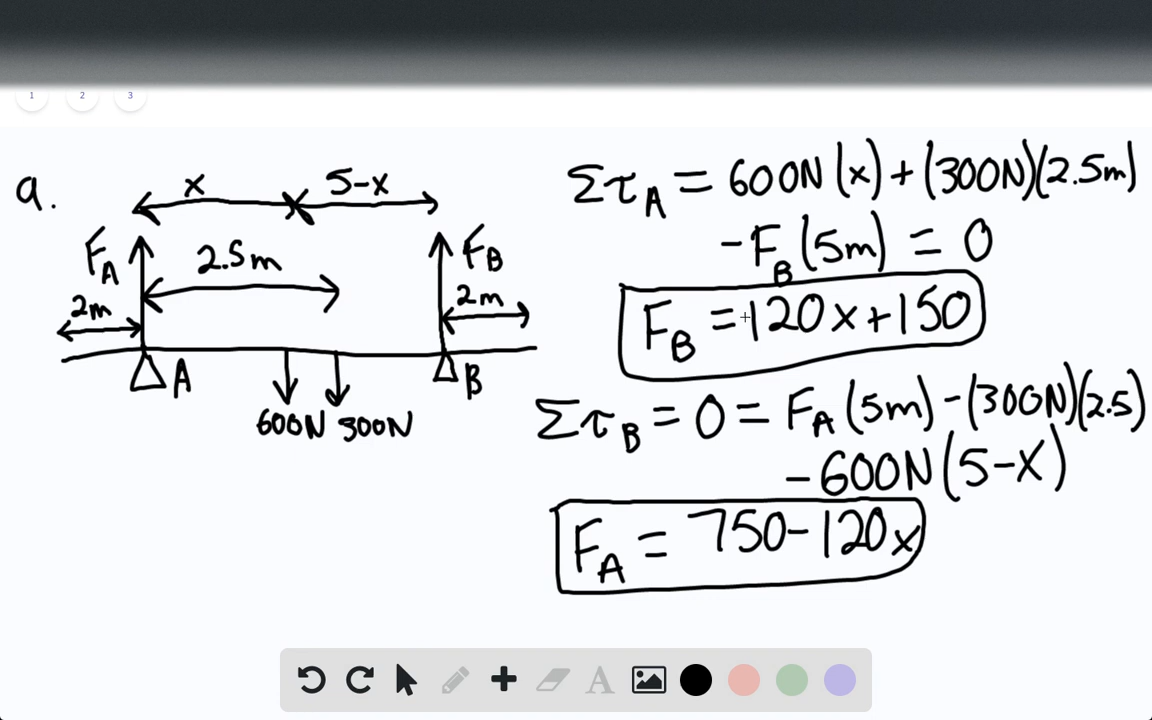 1 2 3
a.
x 5-x
F_A 2.5m F_B
2m 2m
A B
600N 300N
Στ_A = 600N(x)+(300N)(2.5m)
-F_B(5m) = 0
F_B = 120x+150
Στ_B = 0 = F_A(5m)-(300N)(2.5)
-600N(5-x)
F_A = 750-120x
A